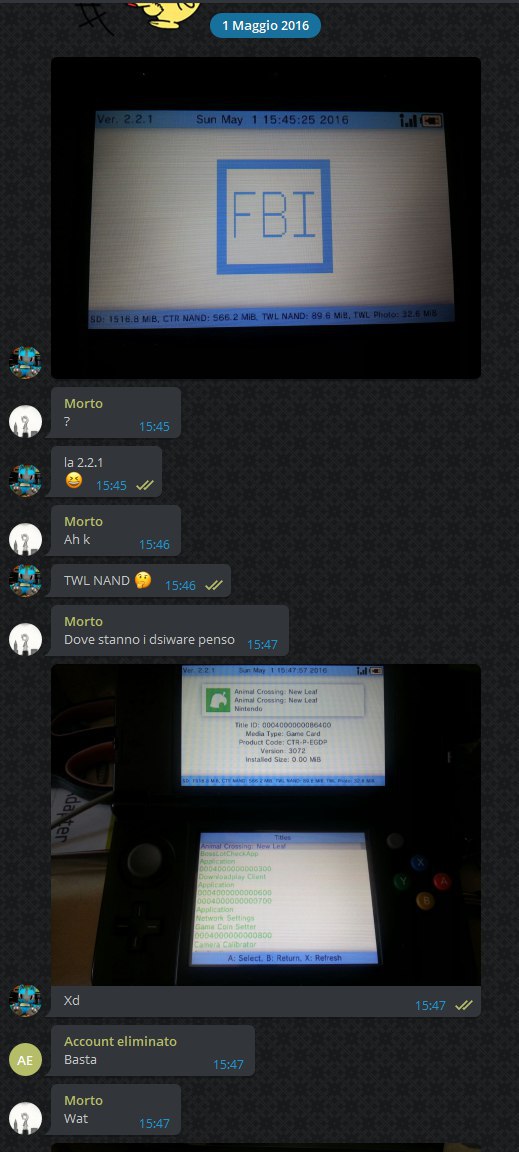 1 Maggio 2016
Ver. 2.2.1 Sun May 1 15:45:25 2016
FBI
SD: 1516.8 MiB, CTR NAND: 566.2 MiB, TWL NAND: 89.6 MiB, TWL Photo: 32.6 MiB
Morto
?
15:45
la 2.2.1
😆 15:45
Morto
Ah k
15:46
TWL NAND 🤔 15:46
Morto
Dove stanno i dsiware penso 15:47
Ver. 2.2.1 Sun May 1 15:47:57 2016
Animal Crossing: New Leaf
Animal Crossing: New Leaf
Nintendo
Title ID: 0004000000086400
Media Type: Game Card
Product Code: CTR-P-EGDP
Version: 3072
Installed Size: 0.00 MiB
SD: 1516.8 MiB, CTR NAND: 566.2 MiB, TWL NAND: 89.6 MiB, TWL Photo: 32.6 MiB
adapter
Titles
Animal Crossing: New Leaf
BossLotCheckApp
Application
0004000000000300
Downloadplay Client
Application
0004000000000600
0004000000009700
Application
Network Settings
Game Coin Setter
0004000000000800
Camera Calibrator
A: Select, B: Return, X: Refresh
X
Y
A
B
Xd
15:47
AE
Account eliminato
Basta
15:47
Morto
Wat
15:47